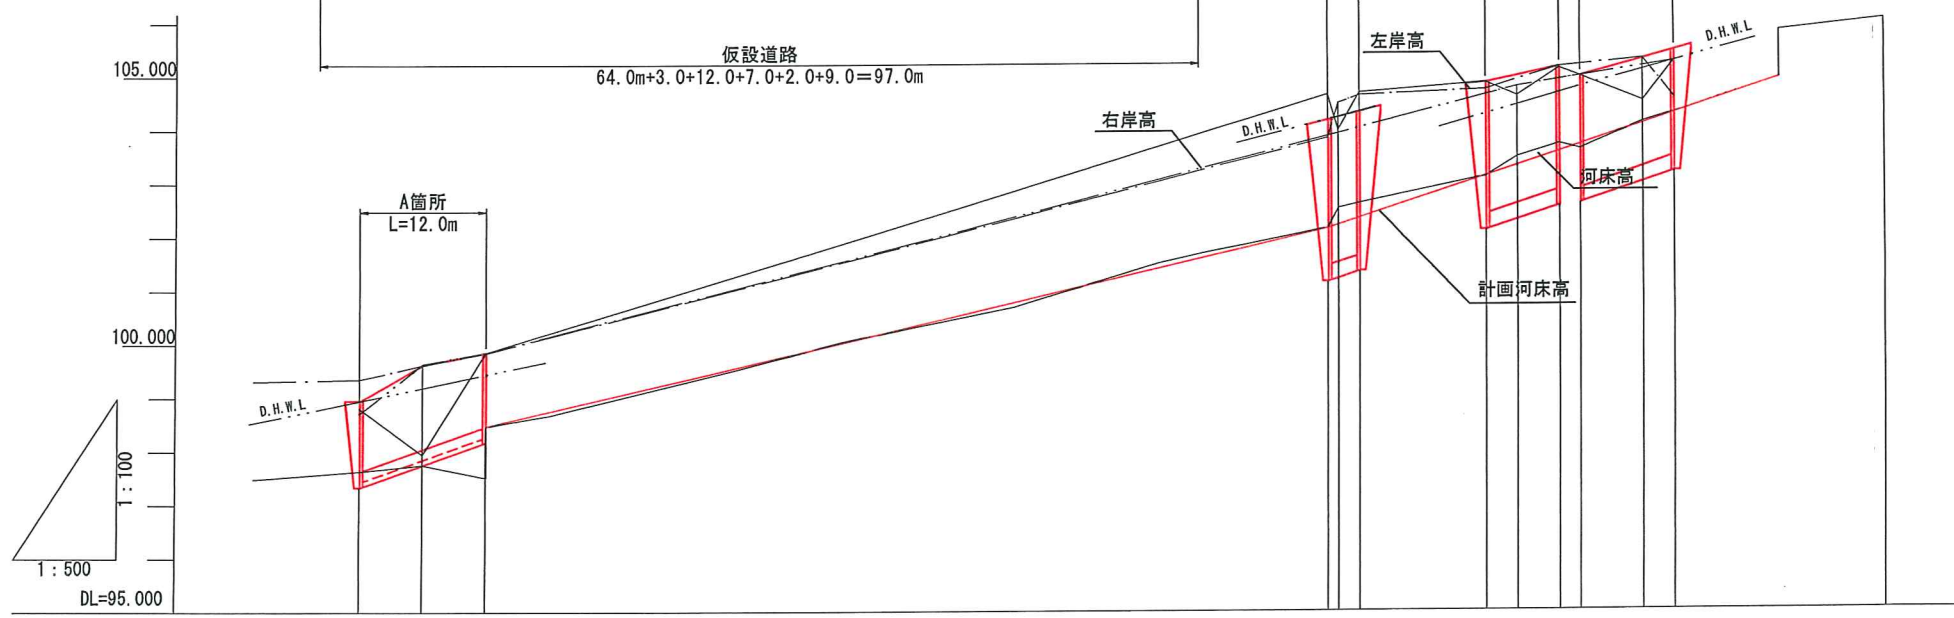 仮設道路
64.0m+3.0+12.0+7.0+2.0+9.0=97.0m
105.000
左岸高
D.H.W.L
右岸高
D.H.W.L
河床高
A箇所
L=12.0m
計画河床高
100.000
D.H.W.L
1:100
1:500
DL=95.000